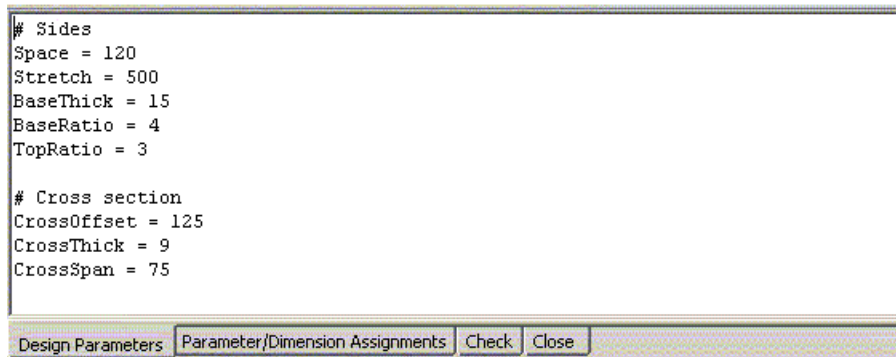 # Sides
Space = 120
Stretch = 500
BaseThick = 15
BaseRatio = 4
TopRatio = 3
# Cross section
CrossOffset = 125
CrossThick = 9
CrossSpan = 75
Design Parameters Parameter/Dimension Assignments Check Close